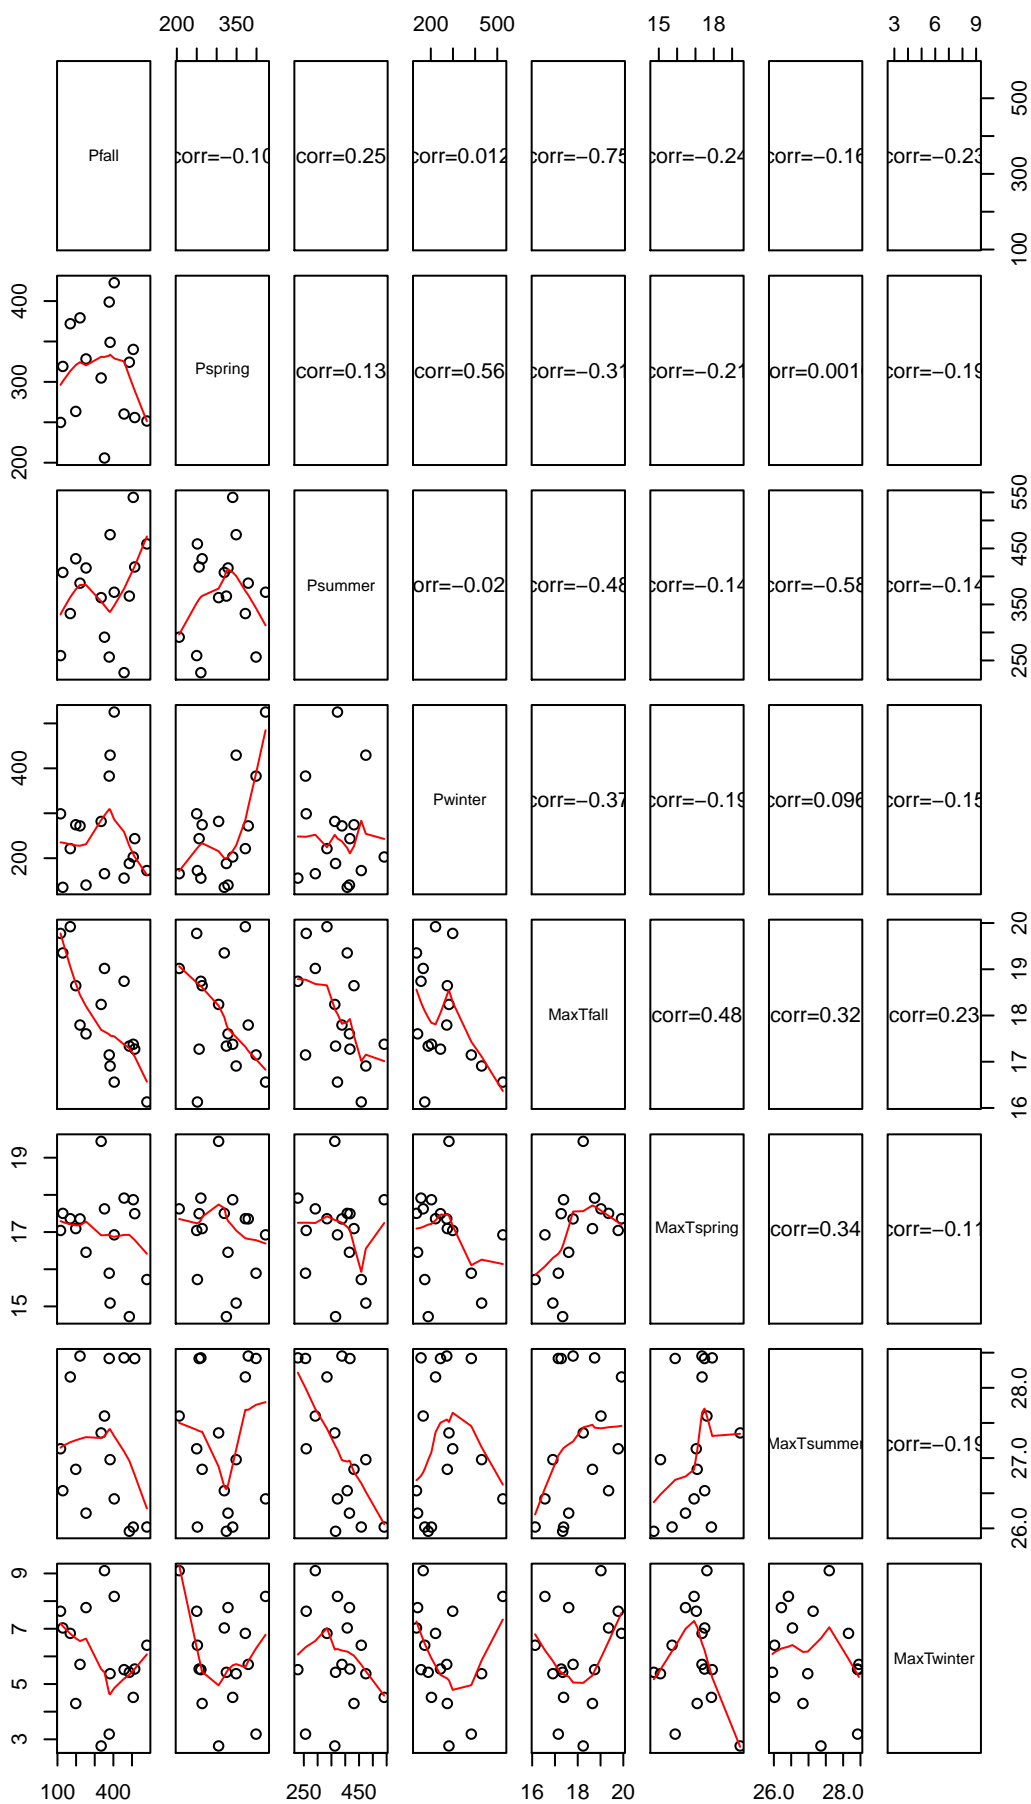 200 350 200 500 15 18 3 6 9
Pfall corr=−0.10 corr=0.25 corr=0.012 corr=−0.75 corr=−0.24 corr=−0.16 corr=−0.23 100 300 500
200 300 400 Pspring corr=0.13 corr=0.56 corr=−0.31 corr=−0.21 orr=0.001 corr=−0.19
Psummer orr=−0.02 corr=−0.48 corr=−0.14 corr=−0.58 corr=−0.14 250 350 450 550
200 400 Pwinter corr=−0.37 corr=−0.19 corr=0.096 corr=−0.15
MaxTfall corr=0.48 corr=0.32 corr=0.23 16 17 18 19 20
15 17 19 MaxTspring corr=0.34 corr=−0.11
MaxTsummer corr=−0.19 26.0 27.0 28.0
3 5 7 9 MaxTwinter
100 400 250 450 16 18 20 26.0 28.0